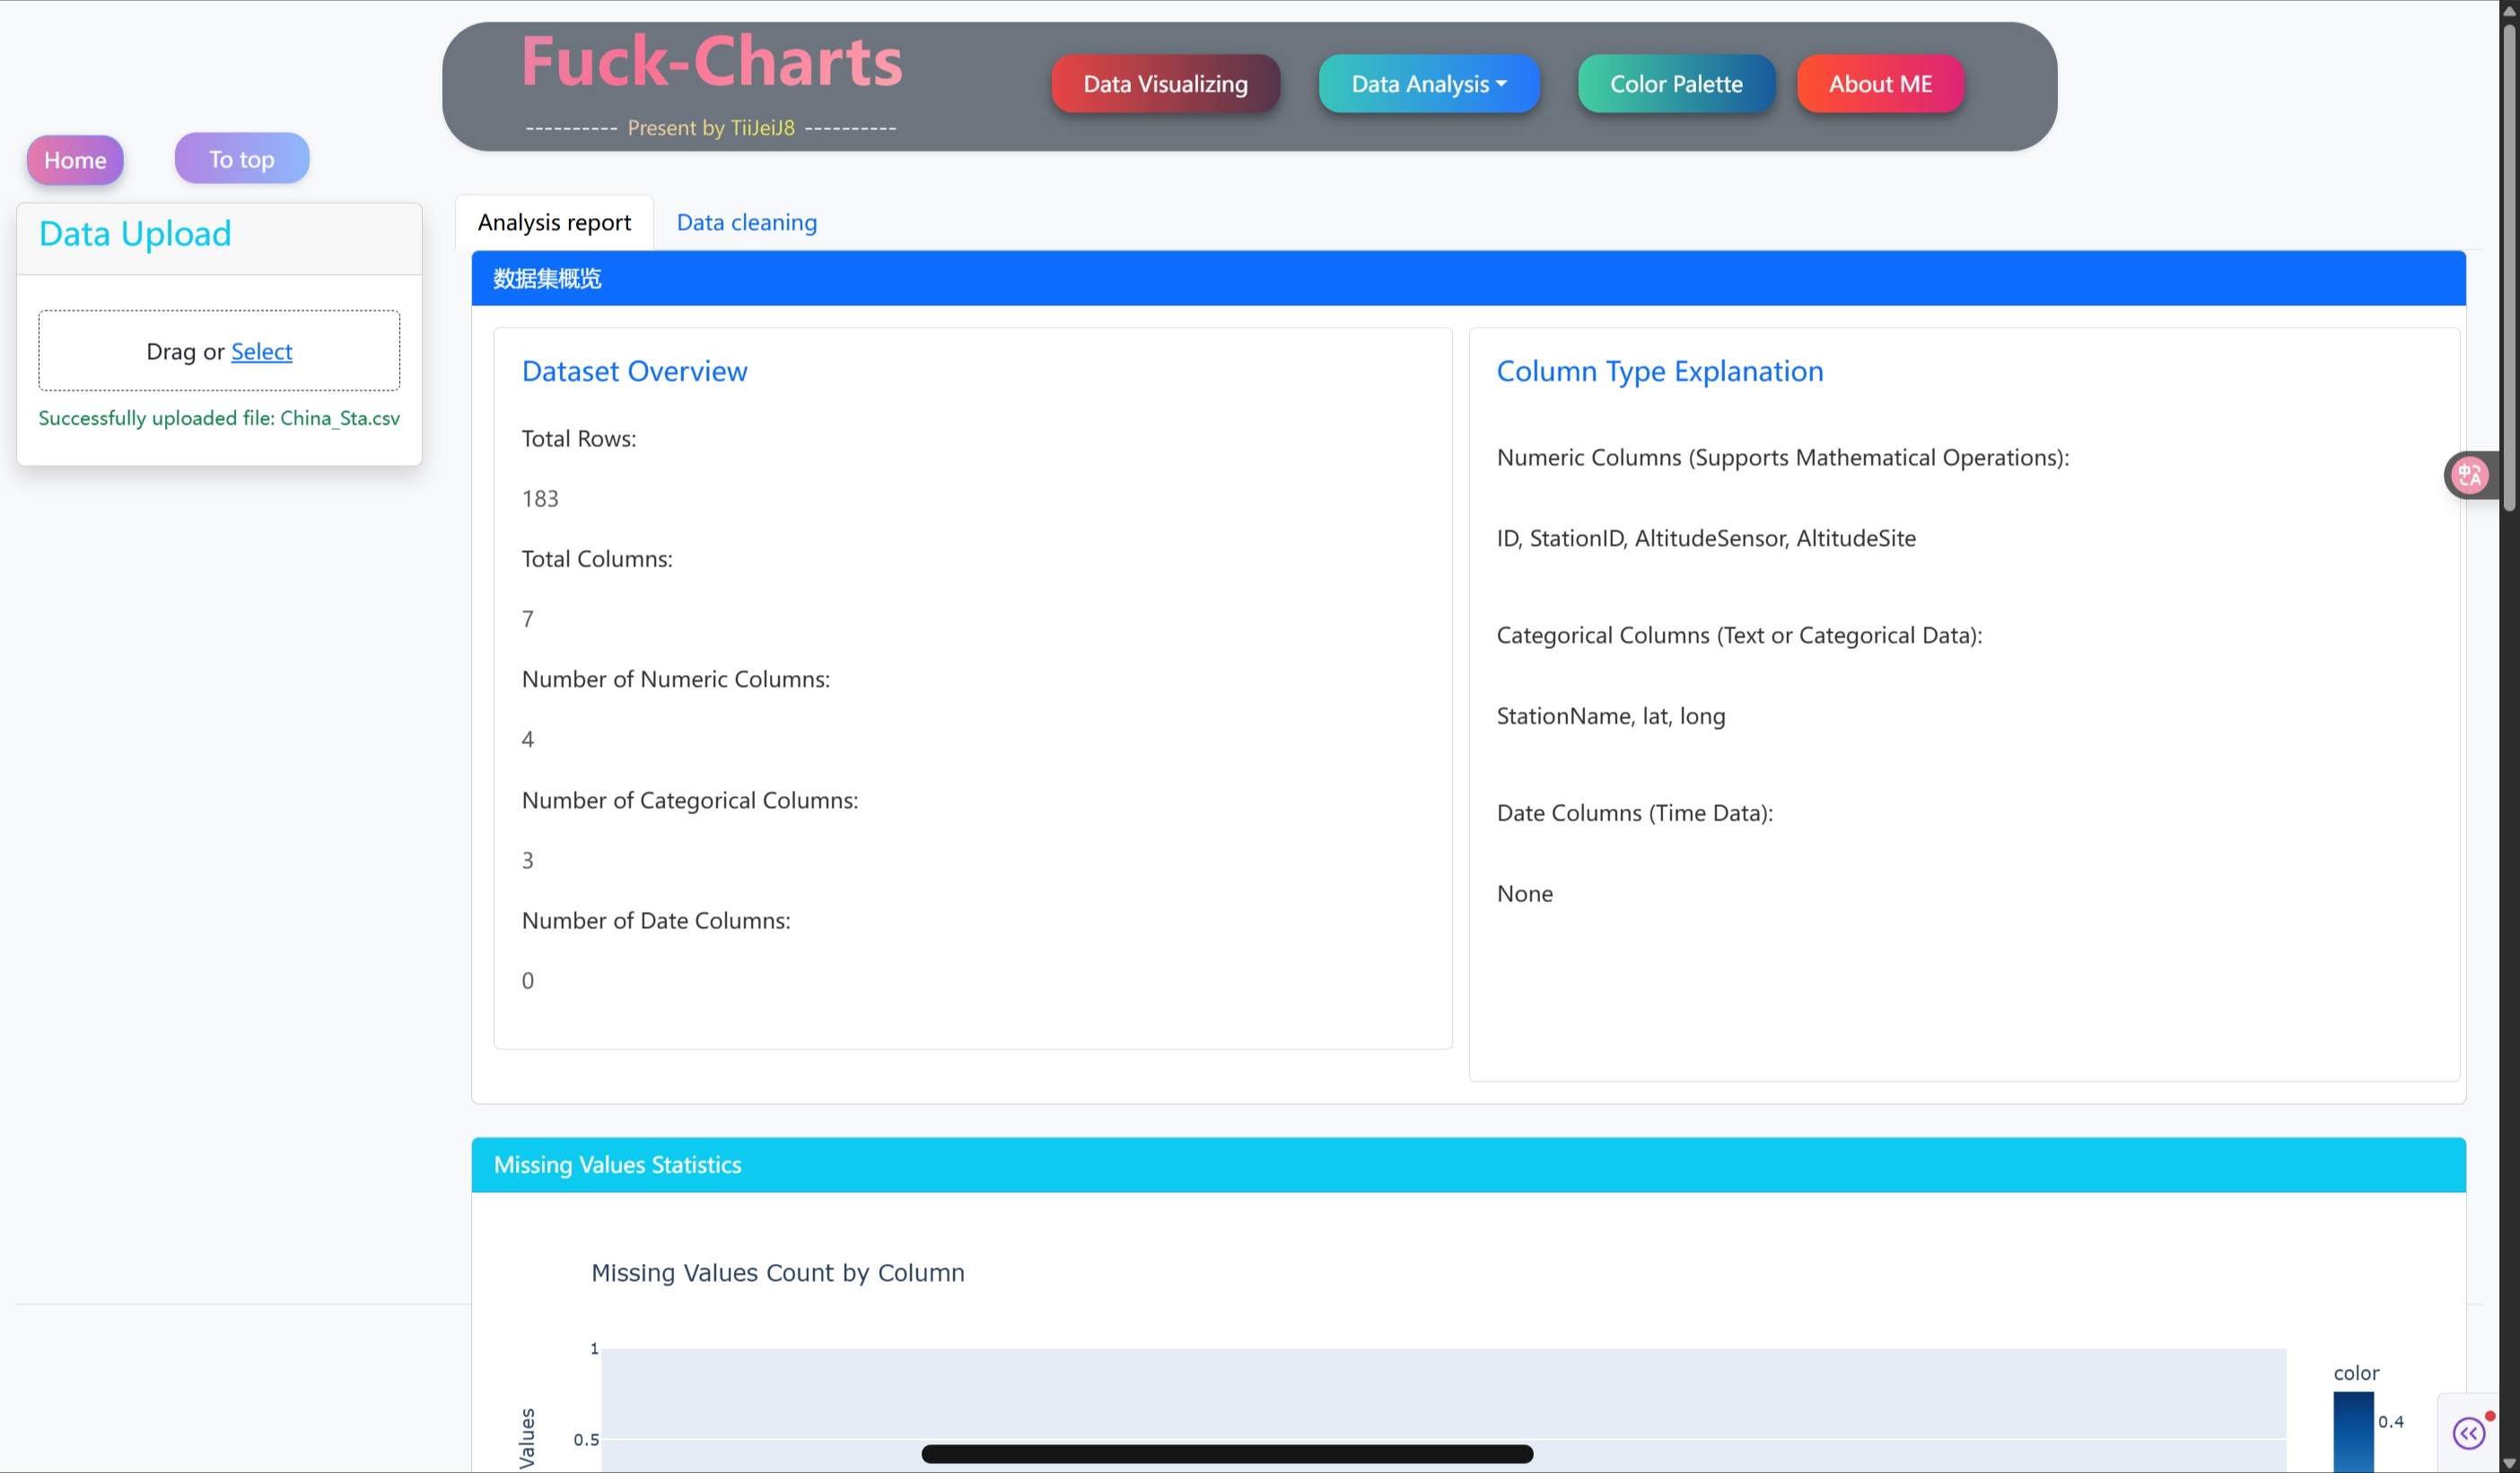 Fuck-Charts
---------- Present by TiiJeiJ8 ----------
Data Visualizing
Data Analysis
Color Palette
About ME
Home
To top
Data Upload
Drag or Select
Successfully uploaded file: China_Sta.csv
Analysis report
Data cleaning
数据集概览
Dataset Overview
Total Rows:
183
Total Columns:
7
Number of Numeric Columns:
4
Number of Categorical Columns:
3
Number of Date Columns:
0
Column Type Explanation
Numeric Columns (Supports Mathematical Operations):
ID, StationID, AltitudeSensor, AltitudeSite
Categorical Columns (Text or Categorical Data):
StationName, lat, long
Date Columns (Time Data):
None
中
A
Missing Values Statistics
Missing Values Count by Column
1
0.5
Values
color
0.4